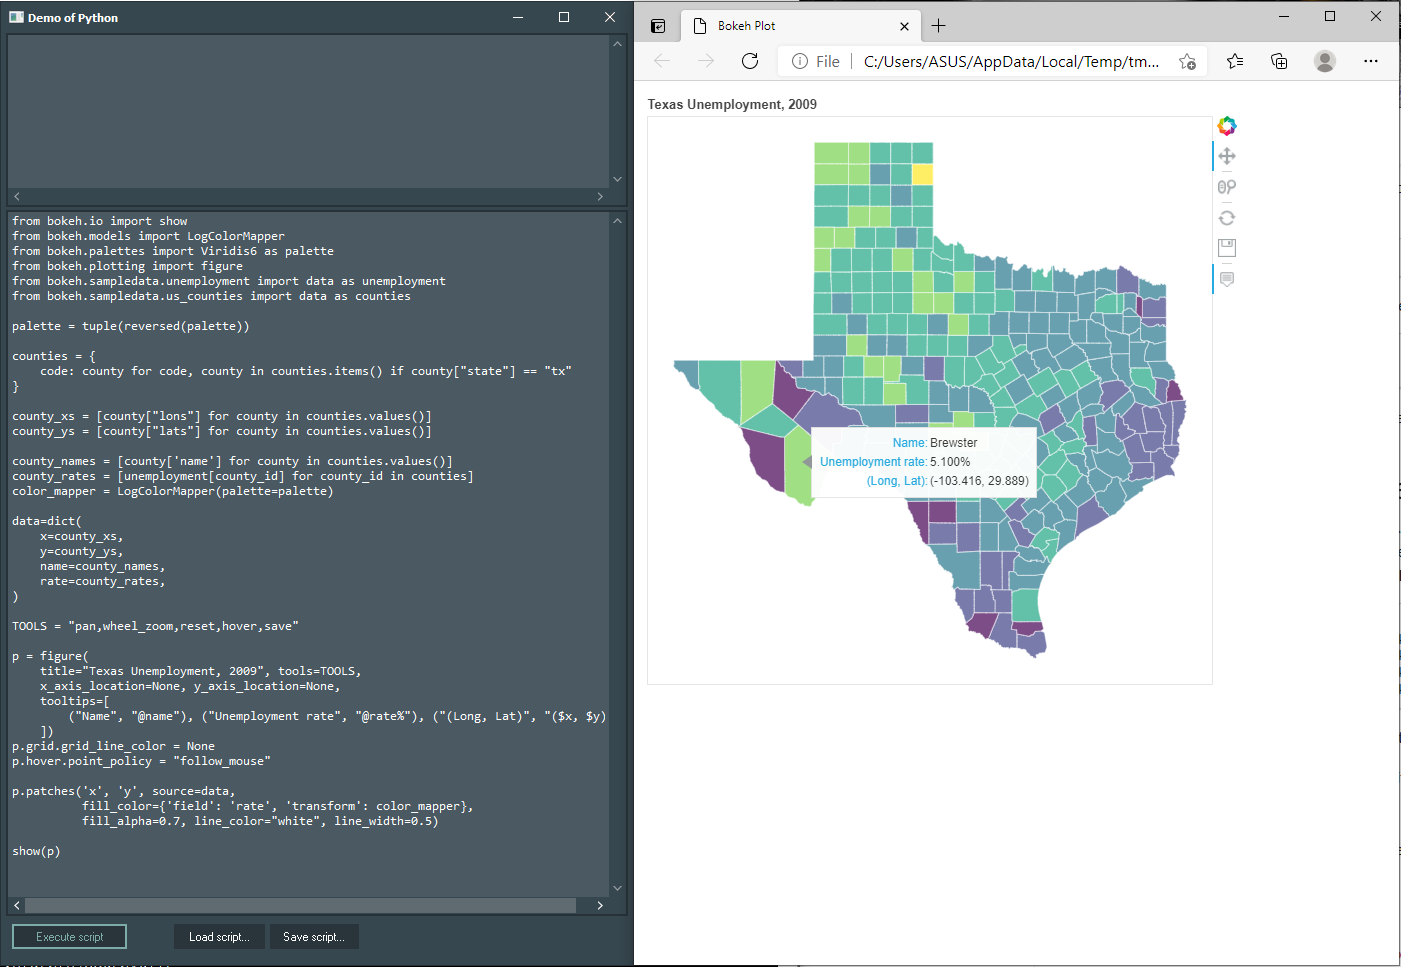 Demo of Python
from bokeh.io import show
from bokeh.models import LogColorMapper
from bokeh.palettes import Viridis6 as palette
from bokeh.plotting import figure
from bokeh.sampledata.unemployment import data as unemployment
from bokeh.sampledata.us_counties import data as counties
palette = tuple(reversed(palette))
counties = {
    code: county for code, county in counties.items() if county["state"] == "tx"
}
county_xs = [county["lons"] for county in counties.values()]
county_ys = [county["lats"] for county in counties.values()]
county_names = [county['name'] for county in counties.values()]
county_rates = [unemployment[county_id] for county_id in counties]
color_mapper = LogColorMapper(palette=palette)
data=dict(
    x=county_xs,
    y=county_ys,
    name=county_names,
    rate=county_rates,
)
TOOLS = "pan,wheel_zoom,reset,hover,save"
p = figure(
    title="Texas Unemployment, 2009", tools=TOOLS,
    x_axis_location=None, y_axis_location=None,
    tooltips=[
        ("Name", "@name"), ("Unemployment rate", "@rate%"), ("(Long, Lat)", "($x, $y)
    ])
p.grid.grid_line_color = None
p.hover.point_policy = "follow_mouse"
p.patches('x', 'y', source=data,
          fill_color={'field': 'rate', 'transform': color_mapper},
          fill_alpha=0.7, line_color="white", line_width=0.5)
show(p)
Execute script
Load script...
Save script...
Bokeh Plot
File
C:/Users/ASUS/AppData/Local/Temp/tm...
Texas Unemployment, 2009
Name: Brewster
Unemployment rate: 5.100%
(Long, Lat): (-103.416, 29.889)